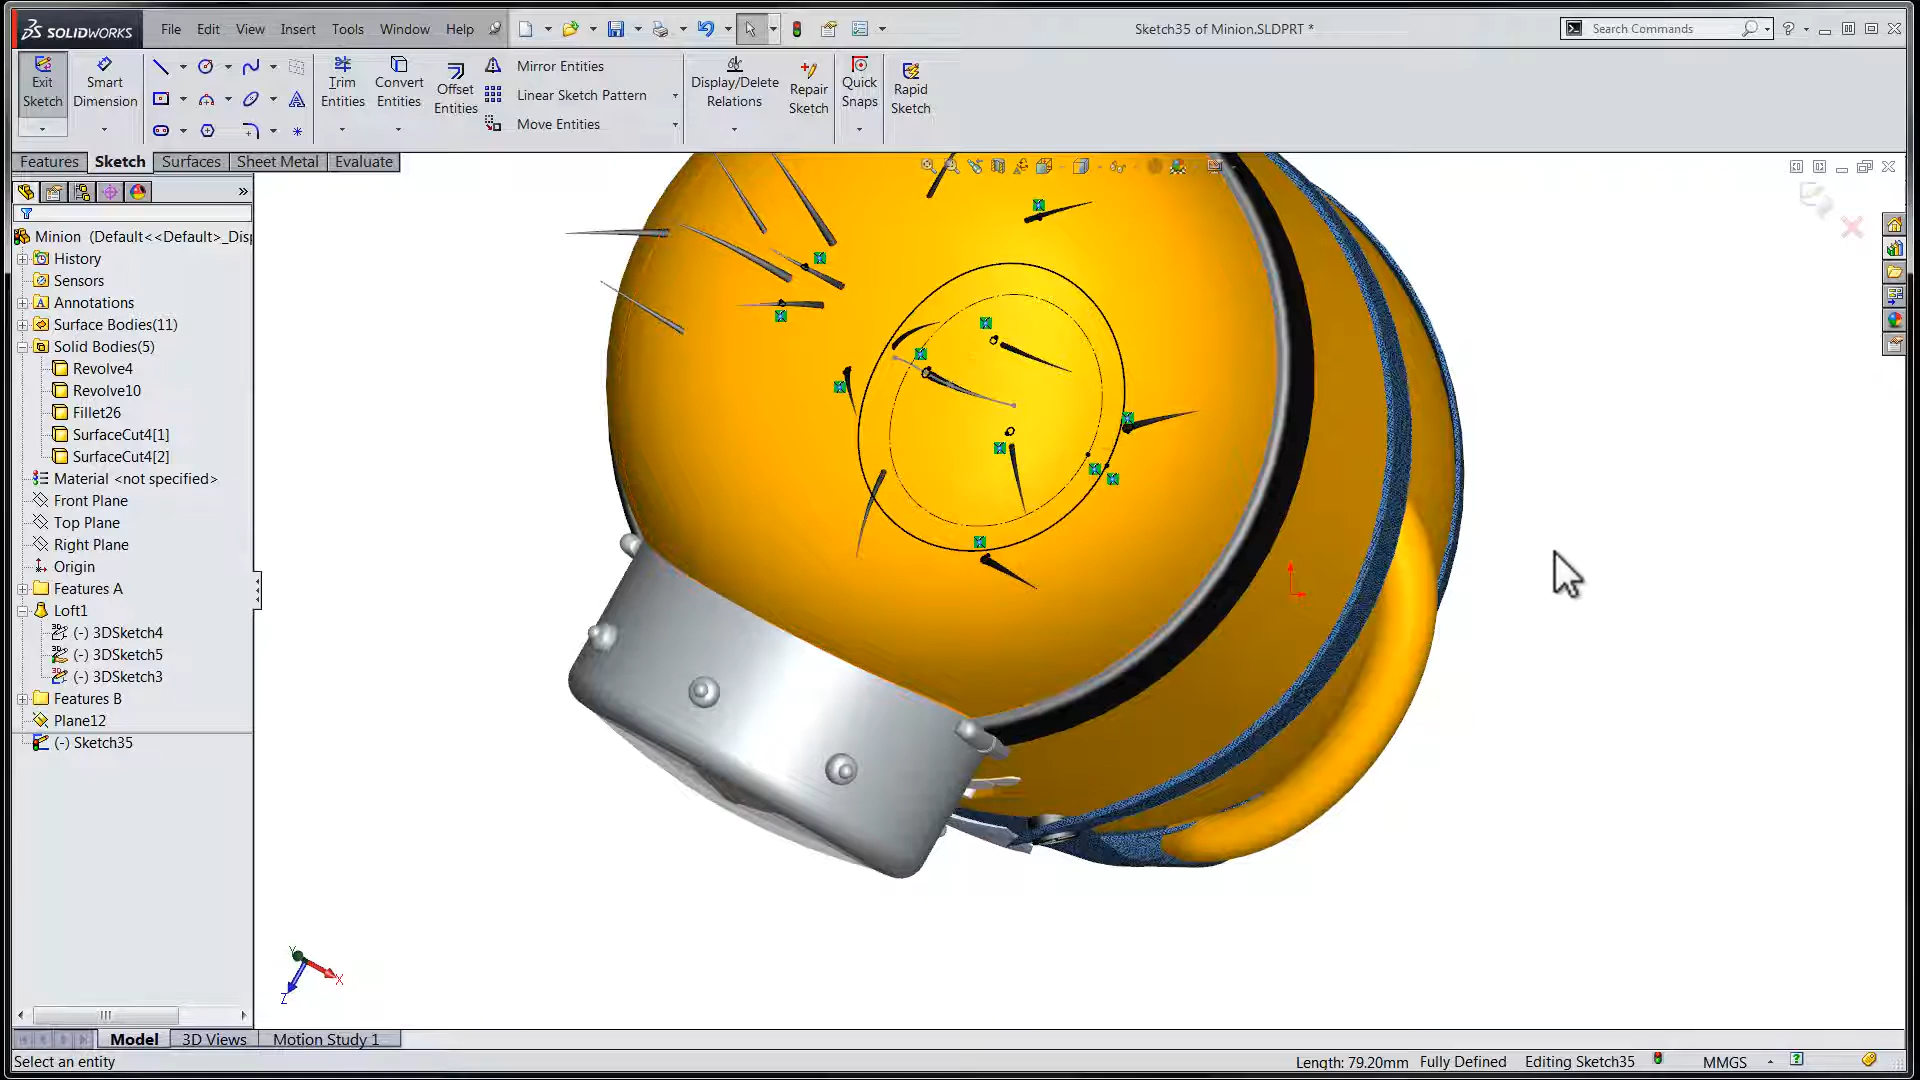 SOLIDWORKS File Edit View Insert Tools Window Help Sketch35 of Minion.SLDPRT * Search Commands
Exit Sketch
Smart Dimension
Trim Entities
Convert Entities
Offset Entities
Mirror Entities
Linear Sketch Pattern
Move Entities
Display/Delete Relations
Repair Sketch
Quick Snaps
Rapid Sketch
Features Sketch Surfaces Sheet Metal Evaluate
Minion (Default<<Default>_Disp
History
Sensors
Annotations
Surface Bodies(11)
Solid Bodies(5)
Revolve4
Revolve10
Fillet26
SurfaceCut4[1]
SurfaceCut4[2]
Material <not specified>
Front Plane
Top Plane
Right Plane
Origin
Features A
Loft1
(-) 3DSketch4
(-) 3DSketch5
(-) 3DSketch3
Features B
Plane12
(-) Sketch35
Y
X
Z
Model 3D Views Motion Study 1
Select an entity Length: 79.20mm Fully Defined Editing Sketch35 MMGS